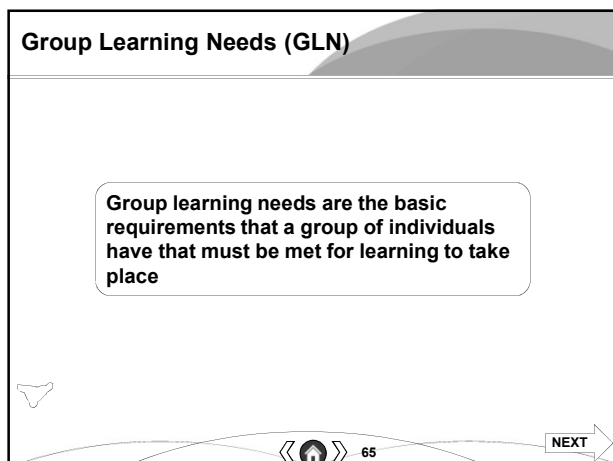 Group Learning Needs (GLN)
Group learning needs are the basic
requirements that a group of individuals
have that must be met for learning to take
place
65
NEXT